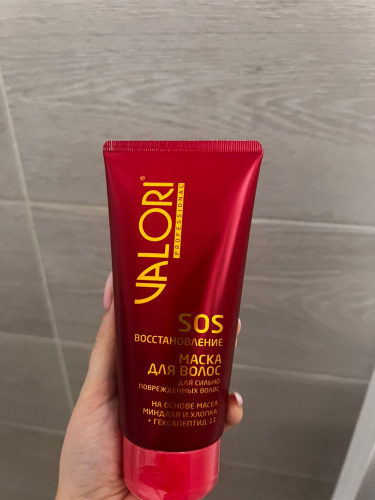 VALORI®
PROFESSIONAL
SOS
ВОССТАНОВЛЕНИЕ
МАСКА
ДЛЯ ВОЛОС
ДЛЯ СИЛЬНО
ПОВРЕЖДЕННЫХ ВОЛОС
НА ОСНОВЕ МАСЕЛ
МИНДАЛЯ И ХЛОПКА
+ ГЕКСАПЕПТИД-11